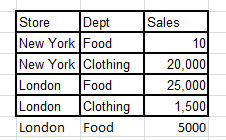 Store Dept Sales
New York Food 10
New York Clothing 20,000
London Food 25,000
London Clothing 1,500
London Food 5000